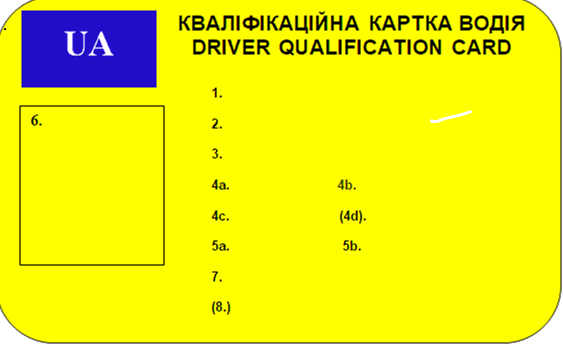 UA
КВАЛІФІКАЦІЙНА КАРТКА ВОДІЯ
DRIVER QUALIFICATION CARD
6.
1.
2.
3.
4a. 4b.
4c. (4d).
5a. 5b.
7.
(8.)